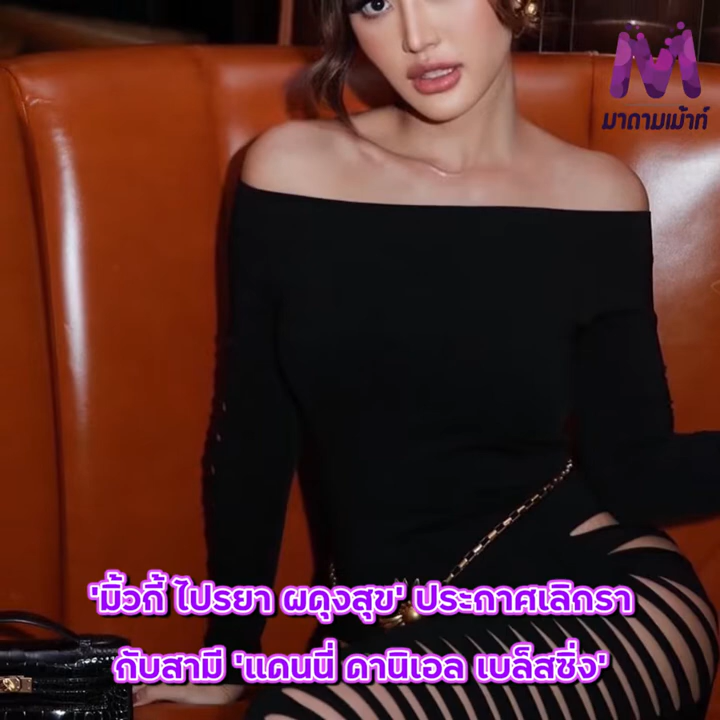 มาดามเม้าท์
'มิ้วกี้ ไปรยา ผดุงสุข' ประกาศเลิกรา
กับสามี 'แดนนี่ ดานิเอล เบล็สซิ่ง'